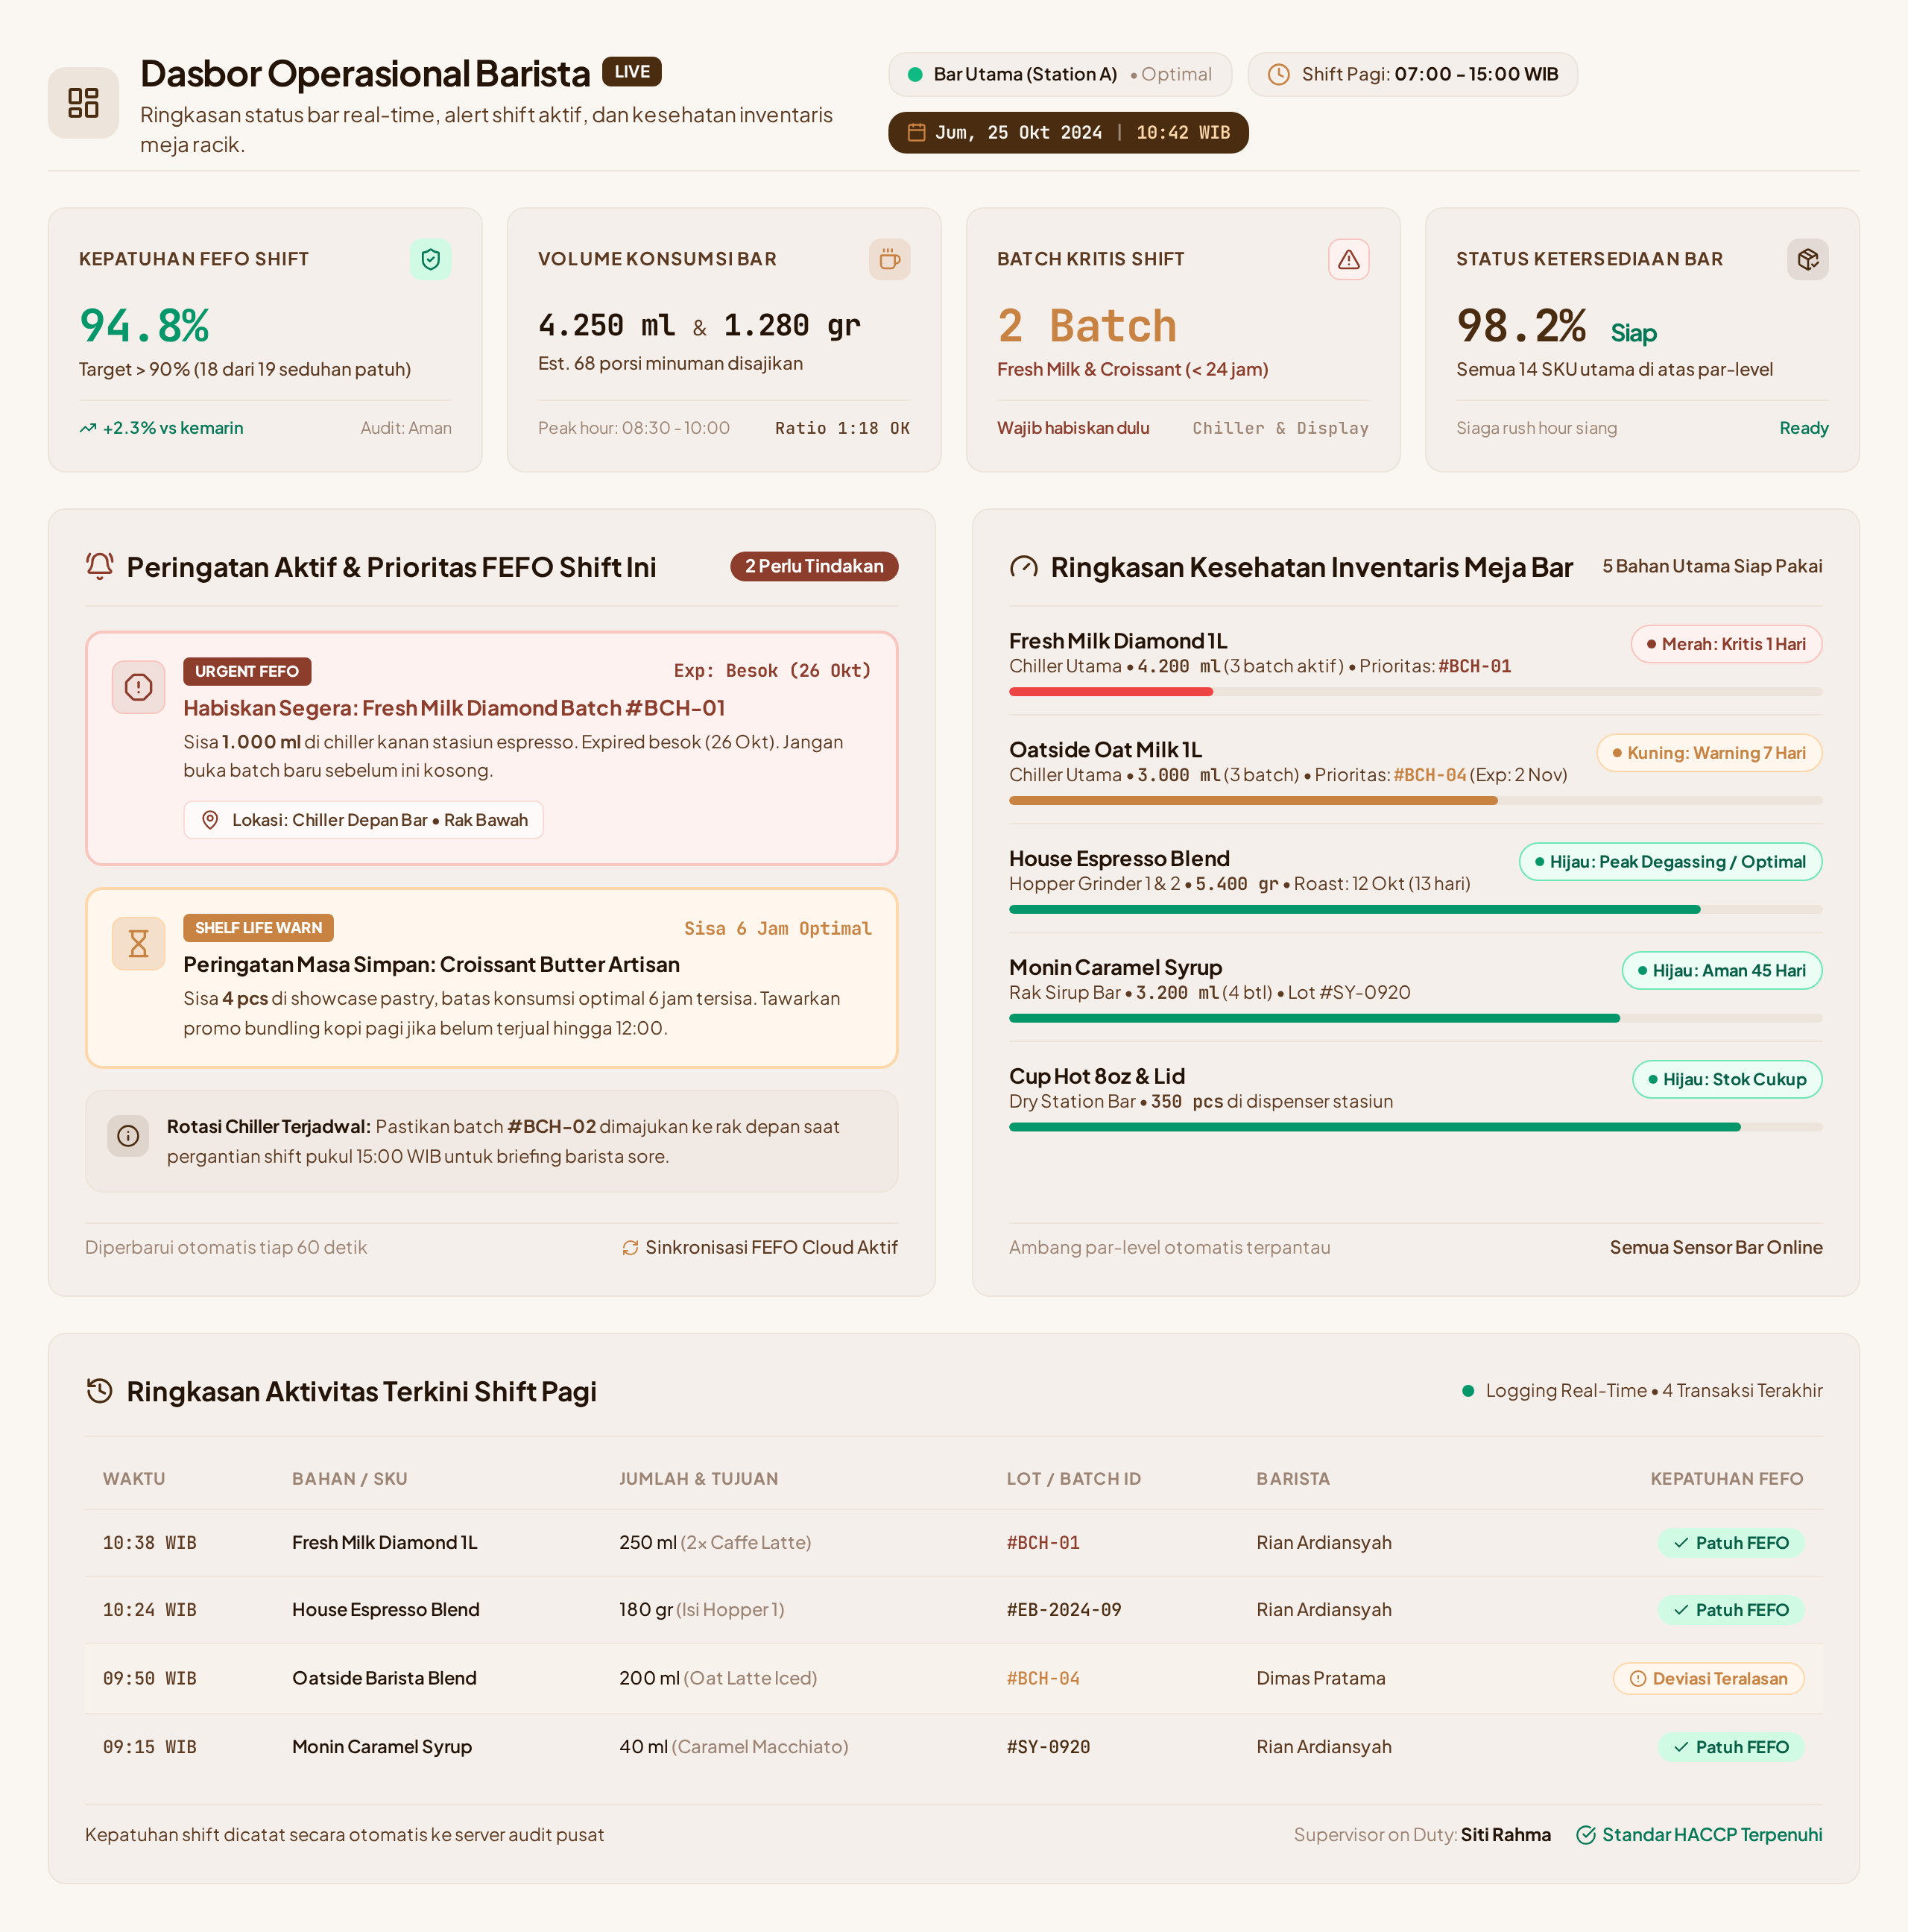 Dasbor Operasional Barista LIVE
Ringkasan status bar real-time, alert shift aktif, dan kesehatan inventaris
meja racik.
Bar Utama (Station A) • Optimal
Shift Pagi: 07:00 - 15:00 WIB
Jum, 25 Okt 2024 | 10:42 WIB
KEPATUHAN FEFO SHIFT
94.8%
Target > 90% (18 dari 19 seduhan patuh)
+2.3% vs kemarin Audit: Aman
VOLUME KONSUMSI BAR
4.250 ml & 1.280 gr
Est. 68 porsi minuman disajikan
Peak hour: 08:30 - 10:00 Ratio 1:18 OK
BATCH KRITIS SHIFT
2 Batch
Fresh Milk & Croissant (< 24 jam)
Wajib habiskan dulu Chiller & Display
STATUS KETERSEDIAAN BAR
98.2% Siap
Semua 14 SKU utama di atas par-level
Siaga rush hour siang Ready
Peringatan Aktif & Prioritas FEFO Shift Ini 2 Perlu Tindakan
URGENT FEFO Exp: Besok (26 Okt)
Habiskan Segera: Fresh Milk Diamond Batch #BCH-01
Sisa 1.000 ml di chiller kanan stasiun espresso. Expired besok (26 Okt). Jangan
buka batch baru sebelum ini kosong.
Lokasi: Chiller Depan Bar • Rak Bawah
SHELF LIFE WARN Sisa 6 Jam Optimal
Peringatan Masa Simpan: Croissant Butter Artisan
Sisa 4 pcs di showcase pastry, batas konsumsi optimal 6 jam tersisa. Tawarkan
promo bundling kopi pagi jika belum terjual hingga 12:00.
Rotasi Chiller Terjadwal: Pastikan batch #BCH-02 dimajukan ke rak depan saat
pergantian shift pukul 15:00 WIB untuk briefing barista sore.
Diperbarui otomatis tiap 60 detik Sinkronisasi FEFO Cloud Aktif
Ringkasan Kesehatan Inventaris Meja Bar 5 Bahan Utama Siap Pakai
Fresh Milk Diamond 1L
Chiller Utama • 4.200 ml (3 batch aktif) • Prioritas: #BCH-01
• Merah: Kritis 1 Hari
Oatside Oat Milk 1L
Chiller Utama • 3.000 ml (3 batch) • Prioritas: #BCH-04 (Exp: 2 Nov)
• Kuning: Warning 7 Hari
House Espresso Blend
Hopper Grinder 1 & 2 • 5.400 gr • Roast: 12 Okt (13 hari)
• Hijau: Peak Degassing / Optimal
Monin Caramel Syrup
Rak Sirup Bar • 3.200 ml (4 btl) • Lot #SY-0920
• Hijau: Aman 45 Hari
Cup Hot 8oz & Lid
Dry Station Bar • 350 pcs di dispenser stasiun
• Hijau: Stok Cukup
Ambang par-level otomatis terpantau Semua Sensor Bar Online
Ringkasan Aktivitas Terkini Shift Pagi Logging Real-Time • 4 Transaksi Terakhir
WAKTU BAHAN / SKU JUMLAH & TUJUAN LOT / BATCH ID BARISTA KEPATUHAN FEFO
10:38 WIB Fresh Milk Diamond 1L 250 ml (2x Caffe Latte) #BCH-01 Rian Ardiansyah Patuh FEFO
10:24 WIB House Espresso Blend 180 gr (Isi Hopper 1) #EB-2024-09 Rian Ardiansyah Patuh FEFO
09:50 WIB Oatside Barista Blend 200 ml (Oat Latte Iced) #BCH-04 Dimas Pratama Deviasi Teralasan
09:15 WIB Monin Caramel Syrup 40 ml (Caramel Macchiato) #SY-0920 Rian Ardiansyah Patuh FEFO
Kepatuhan shift dicatat secara otomatis ke server audit pusat Supervisor on Duty: Siti Rahma Standar HACCP Terpenuhi